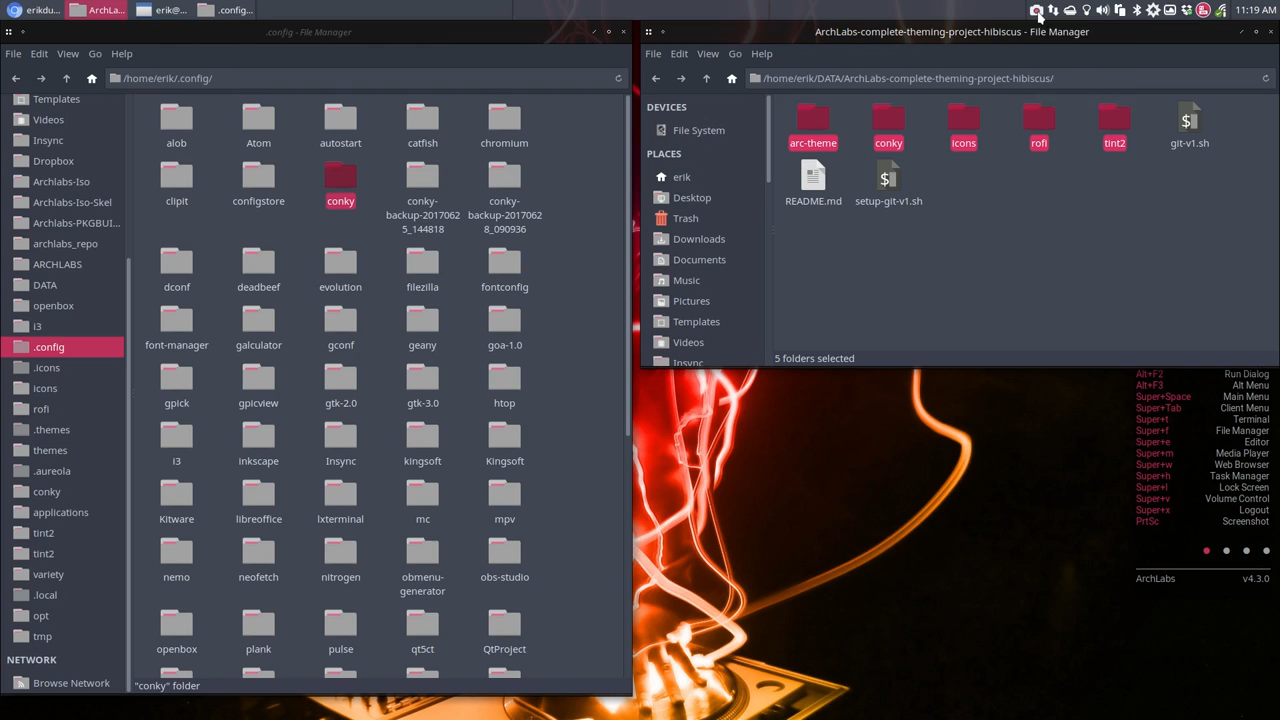 erikdu...
ArchLa...
erik@...
.config...
11:19 AM
.config - File Manager
File Edit View Go Help
/home/erik/.config/
Templates
Videos
Insync
Dropbox
Archlabs-Iso
Archlabs-Iso-Skel
Archlabs-PKGBUI...
archlabs_repo
ARCHLABS
DATA
openbox
i3
.config
.icons
icons
rofi
.themes
themes
.aureola
conky
applications
tint2
tint2
variety
.local
opt
tmp
NETWORK
Browse Network
alob Atom autostart catfish chromium
clipit configstore conky conky-backup-2017062 5_144818 conky-backup-2017062 8_090936
dconf deadbeef evolution filezilla fontconfig
font-manager galculator gconf geany goa-1.0
gpick gpicview gtk-2.0 gtk-3.0 htop
i3 inkscape Insync kingsoft Kingsoft
Kitware libreoffice lxterminal mc mpv
nemo neofetch nitrogen obmenu-generator obs-studio
openbox plank pulse qt5ct QtProject
"conky" folder
ArchLabs-complete-theming-project-hibiscus - File Manager
File Edit View Go Help
/home/erik/DATA/ArchLabs-complete-theming-project-hibiscus/
DEVICES
File System
PLACES
erik
Desktop
Trash
Downloads
Documents
Music
Pictures
Templates
Videos
Insync
arc-theme conky icons rofi tint2 git-v1.sh
README.md setup-git-v1.sh
5 folders selected
Alt+F2 Run Dialog
Alt+F3 Alt Menu
Super+Space Main Menu
Super+Tab Client Menu
Super+t Terminal
Super+f File Manager
Super+e Editor
Super+m Media Player
Super+w Web Browser
Super+h Task Manager
Super+l Lock Screen
Super+v Volume Control
Super+x Logout
PrtSc Screenshot
ArchLabs v4.3.0